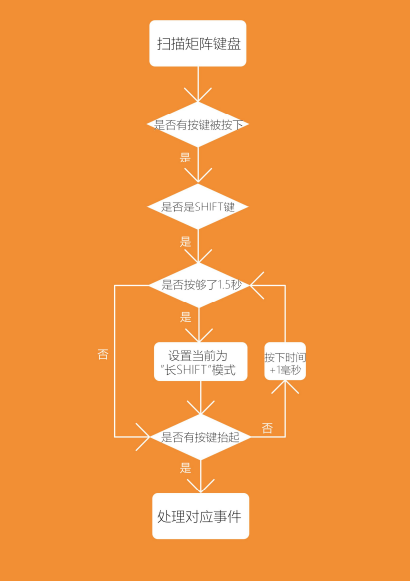 扫描矩阵键盘
是否有按键被按下
是
是否是SHIFT键
是
是否按够了1.5秒
是
否
设置当前为
“长SHIFT”模式
按下时间
+1毫秒
是否有按键抬起
否
是
处理对应事件